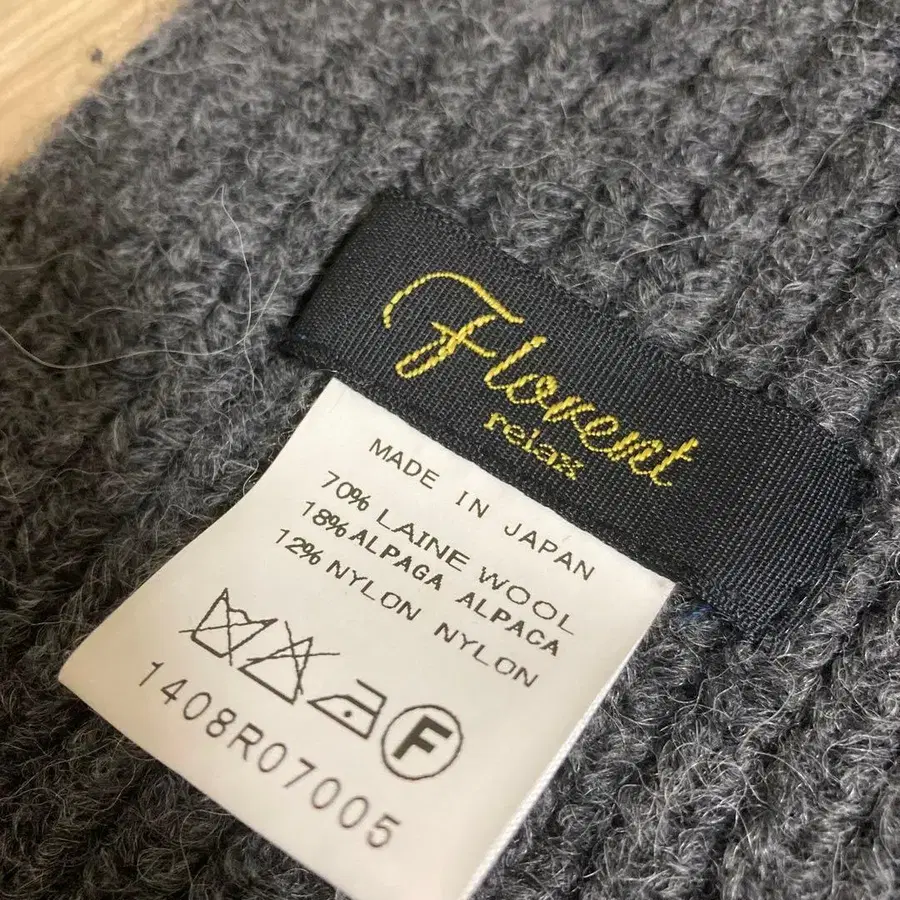 Florent
relax
MADE IN JAPAN
70% LAINE WOOL
18% ALPAGA ALPACA
12% NYLON NYLON
F
1408R07005